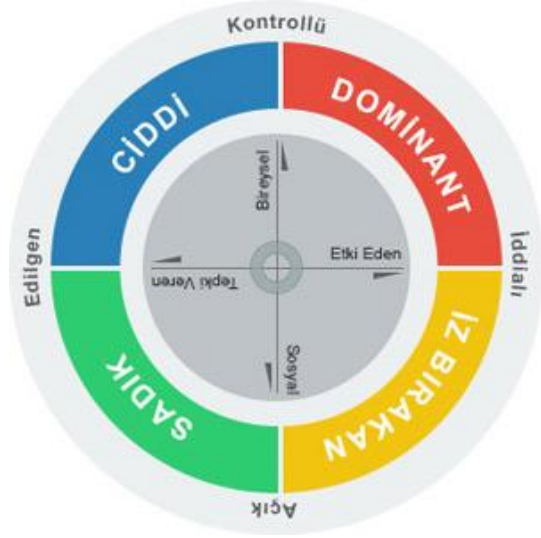 Kontrollü
CİDDİ
DOMİNANT
Bireysel
Edilgen
Etki Eden
İddialı
Tepki Veren
Sosyal
SADIK
İZ BIRAKAN
Açık